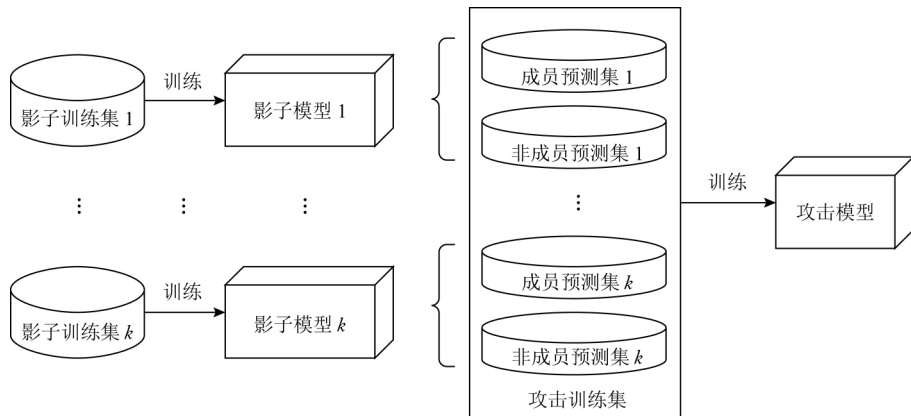 影子训练集 1
训练
影子模型 1
成员预测集 1
非成员预测集 1
⋮
⋮
⋮
⋮
影子训练集 k
训练
影子模型 k
成员预测集 k
非成员预测集 k
攻击训练集
训练
攻击模型